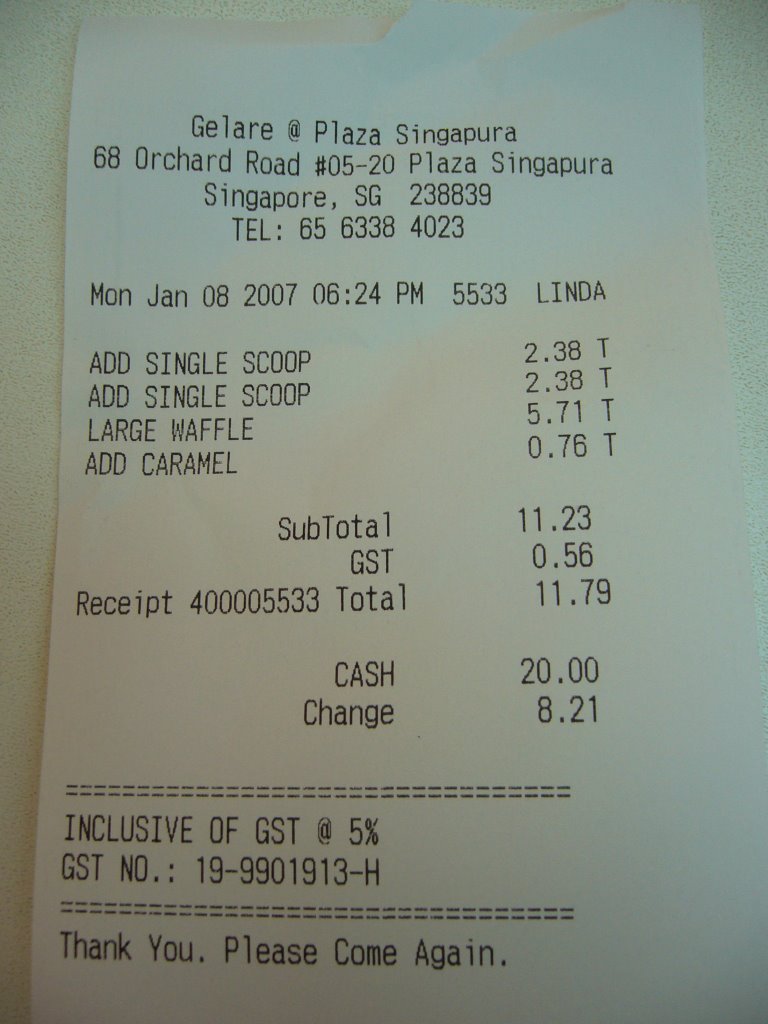 Gelare @ Plaza Singapura
68 Orchard Road #05-20 Plaza Singapura
Singapore, SG 238839
TEL: 65 6338 4023
Mon Jan 08 2007 06:24 PM 5533 LINDA
ADD SINGLE SCOOP 2.38 T
ADD SINGLE SCOOP 2.38 T
LARGE WAFFLE 5.71 T
ADD CARAMEL 0.76 T
SubTotal 11.23
GST 0.56
Receipt 400005533 Total 11.79
CASH 20.00
Change 8.21
===================================
INCLUSIVE OF GST @ 5%
GST NO.: 19-9901913-H
===================================
Thank You. Please Come Again.